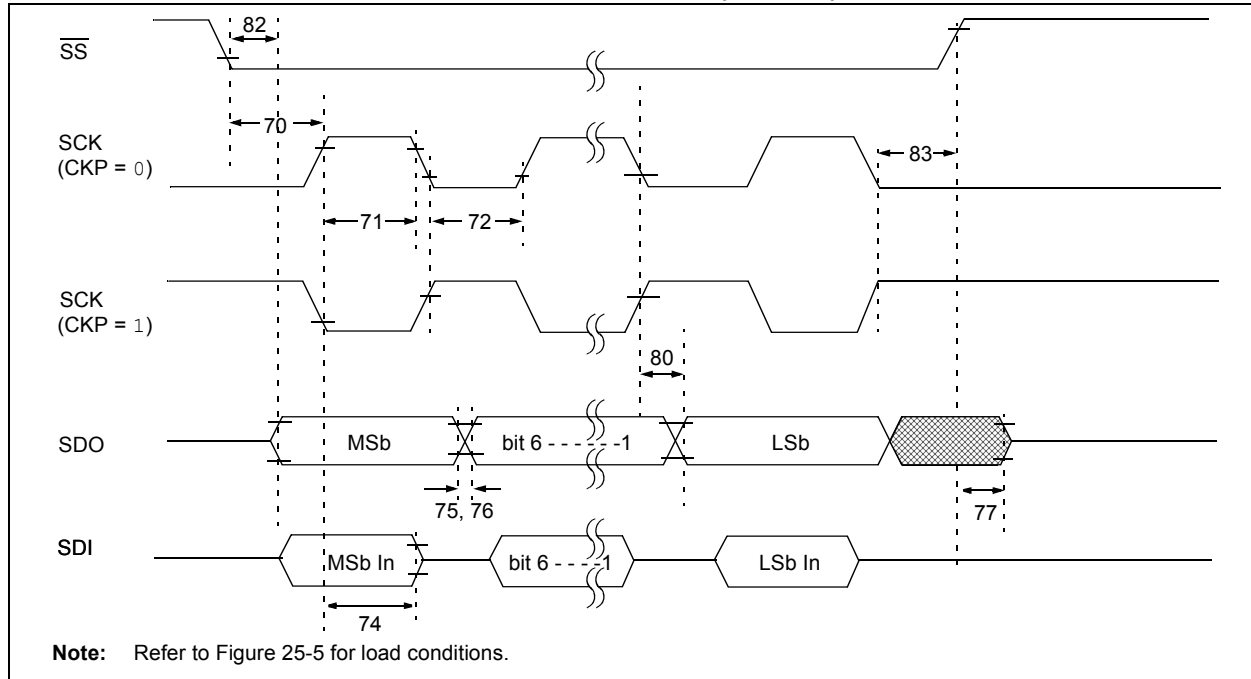 82
SS
70
SCK
(CKP = 0)
83
71
72
SCK
(CKP = 1)
80
SDO
MSb
bit 6 - - - - - -1
LSb
75, 76
77
SDI
MSb In
bit 6 - - - -1
LSb In
74
Note: Refer to Figure 25-5 for load conditions.